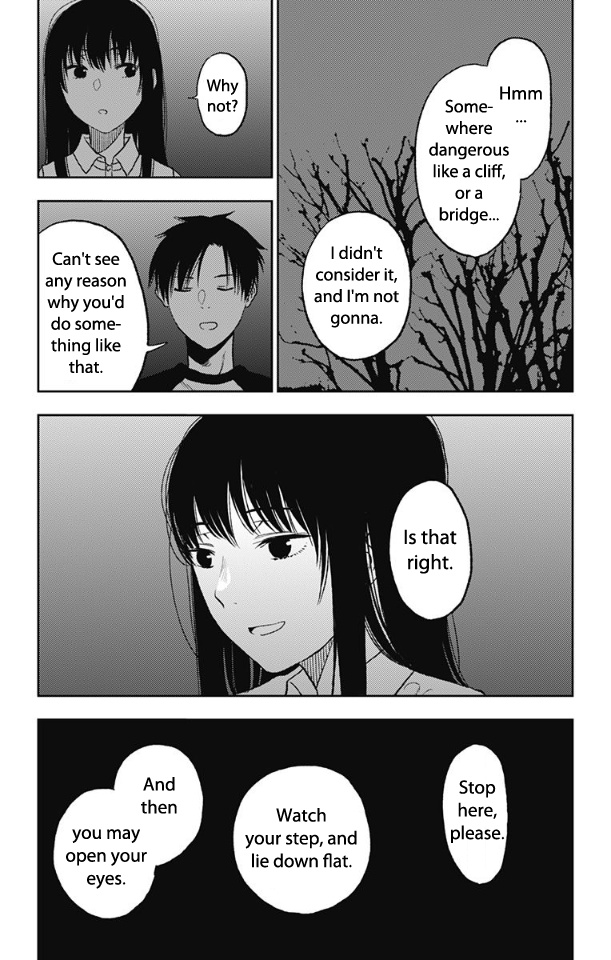 Hmm
...
Some-
where
dangerous
like a cliff,
or a
bridge...
I didn't
consider it,
and I'm not
gonna.
Why
not?
Can't see
any reason
why you'd
do some-
thing like
that.
Is that
right.
Stop
here,
please.
Watch
your step, and
lie down flat.
And
then
you may
open your
eyes.